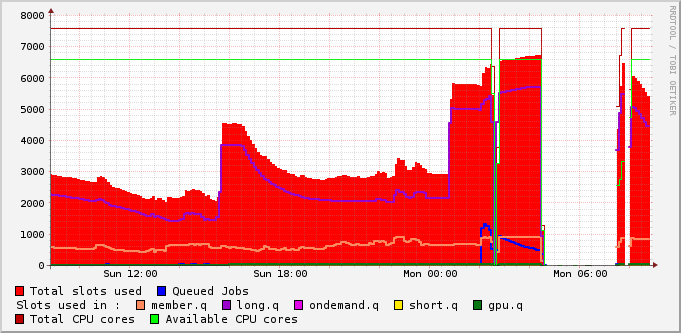 8000
7000
6000
5000
4000
3000
2000
1000
0
Sun 12:00 Sun 18:00 Mon 00:00 Mon 06:00
RRDTOOL / TOBI OETIKER
Total slots used Queued Jobs
Slots used in : member.q long.q ondemand.q short.q gpu.q
Total CPU cores Available CPU cores